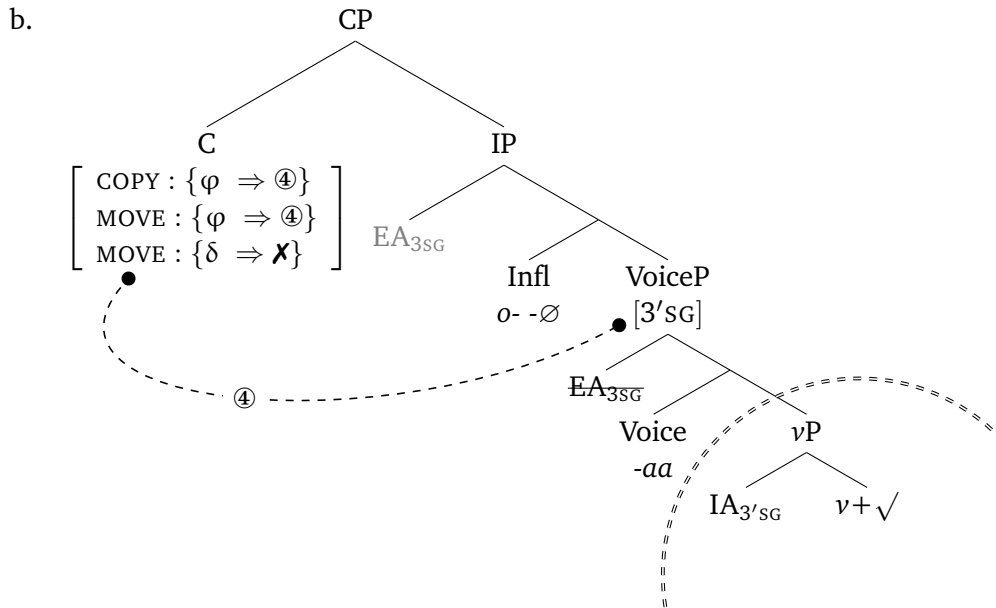 b.
CP
C IP
COPY : {φ ⇒ ④}
MOVE : {φ ⇒ ④}
MOVE : {δ ⇒ ✗}
EA₃SG
Infl VoiceP
o- -∅ [3′SG]
④
EA₃SG
Voice vP
-aa
IA₃′SG v+√